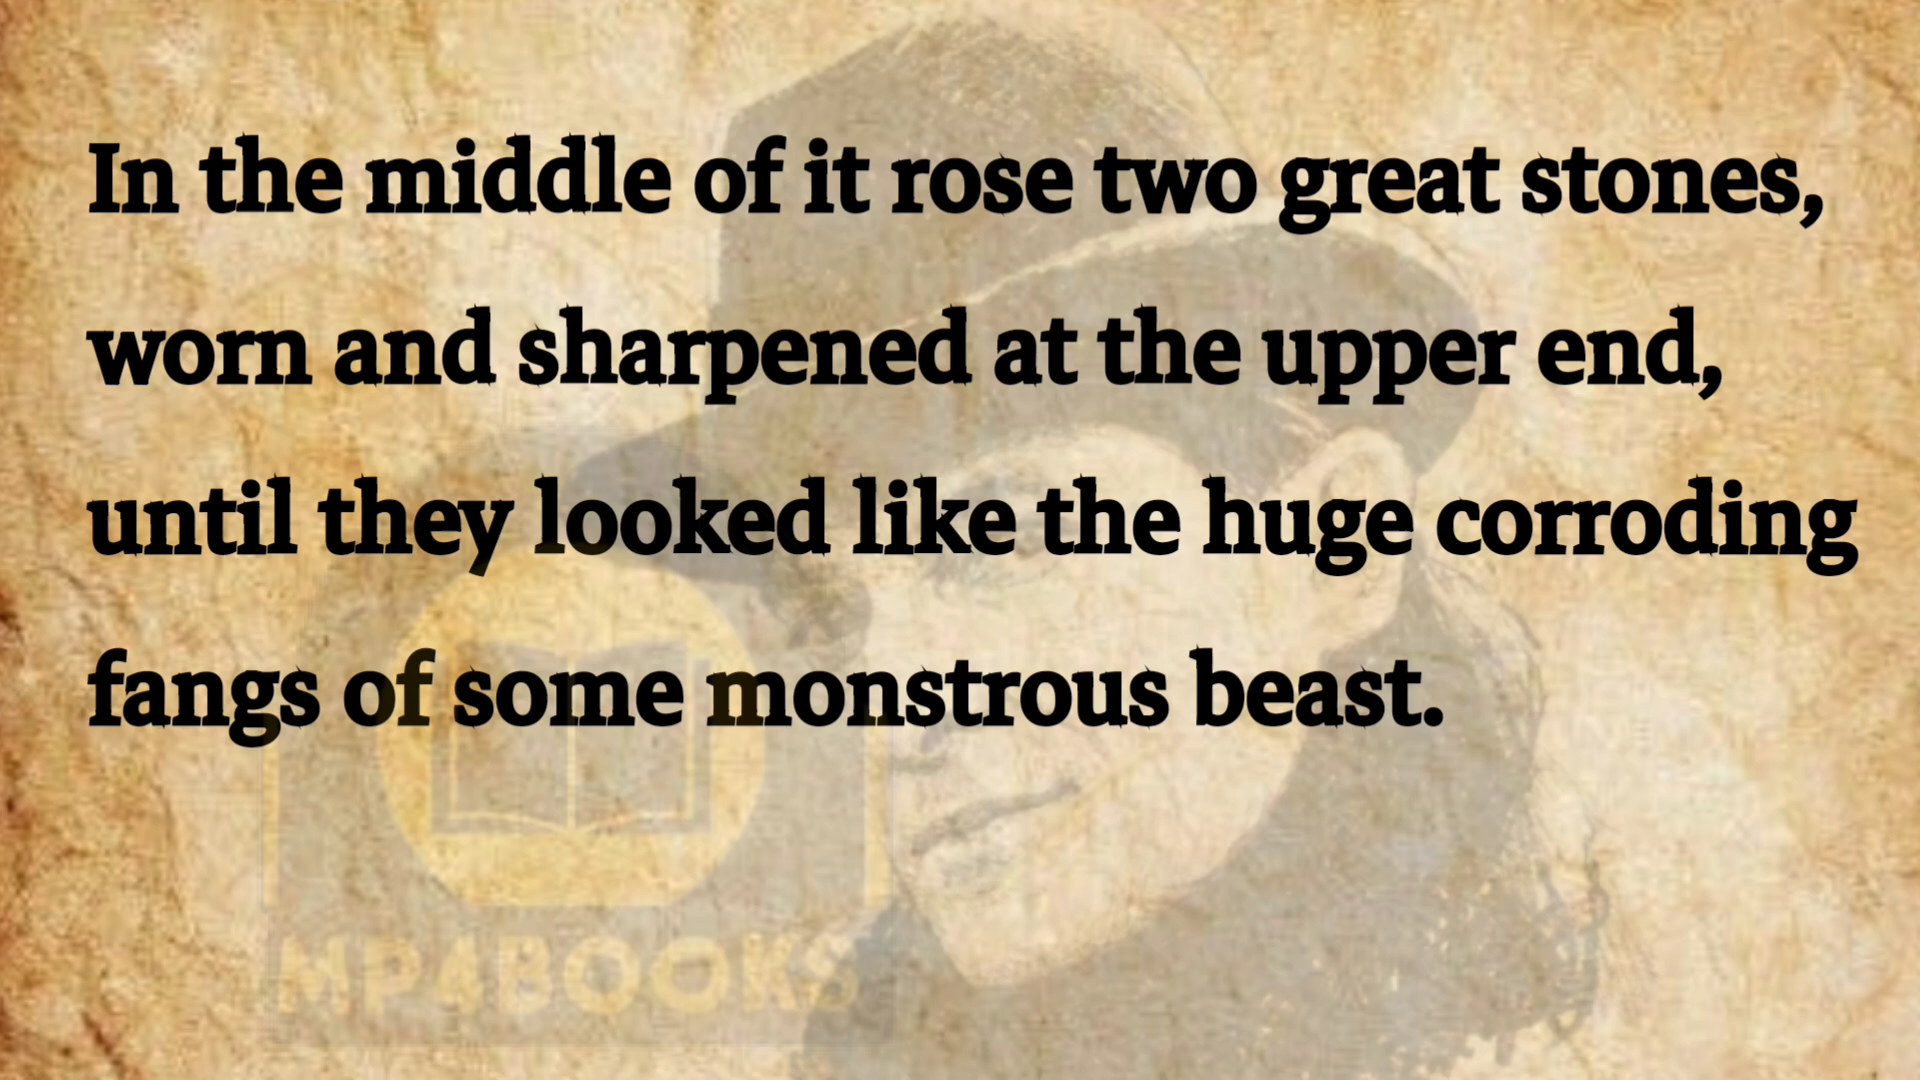 In the middle of it rose two great stones,
worn and sharpened at the upper end,
until they looked like the huge corroding
fangs of some monstrous beast.
MP4BOOKS